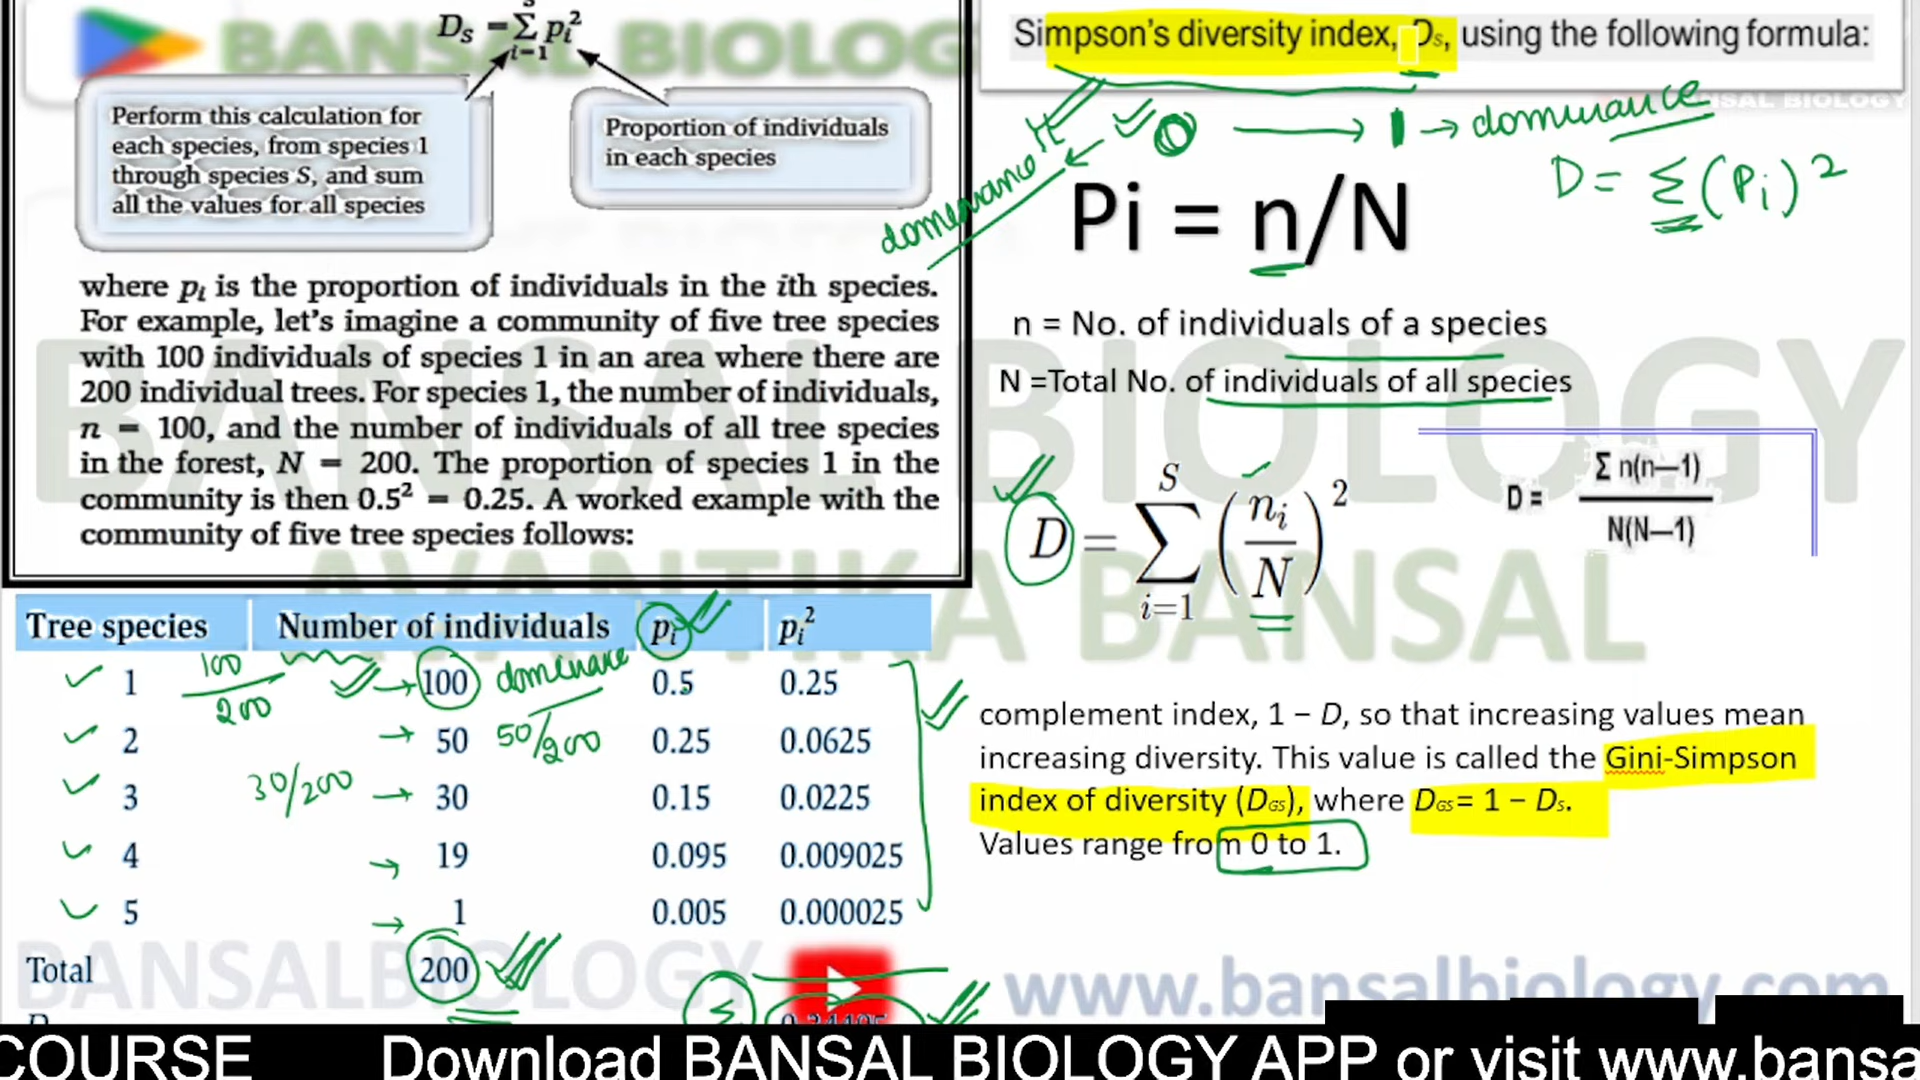 BANSAL BIOLOGY
Dₛ = Σ pᵢ²
i=1
Perform this calculation for
each species, from species 1
through species S, and sum
all the values for all species
Proportion of individuals
in each species
where pᵢ is the proportion of individuals in the ith species.
For example, let's imagine a community of five tree species
with 100 individuals of species 1 in an area where there are
200 individual trees. For species 1, the number of individuals,
n = 100, and the number of individuals of all tree species
in the forest, N = 200. The proportion of species 1 in the
community is then 0.5² = 0.25. A worked example with the
community of five tree species follows:
Simpson's diversity index, Dₛ, using the following formula:
0 → 1 → dominance
dominance
D = Σ(Pi)²
Pi = n/N
n = No. of individuals of a species
N =Total No. of individuals of all species
BANSAL BIOLOGY
D = S Σ i=1 (nᵢ/N)²
D = Σ n(n–1)
N(N–1)
AVANTIKA BANSAL
Tree species Number of individuals pᵢ pᵢ²
1 100/200 100 dominance 0.5 0.25
2 50 50/200 0.25 0.0625
3 30/200 30 0.15 0.0225
4 19 0.095 0.009025
5 1 0.005 0.000025
Total 200
Σ
complement index, 1 – D, so that increasing values mean
increasing diversity. This value is called the Gini-Simpson
index of diversity (DGS), where DGS= 1 – Dₛ.
Values range from 0 to 1.
BANSAL BIOLOGY
www.bansalbiology.com
COURSE Download BANSAL BIOLOGY APP or visit www.bansa